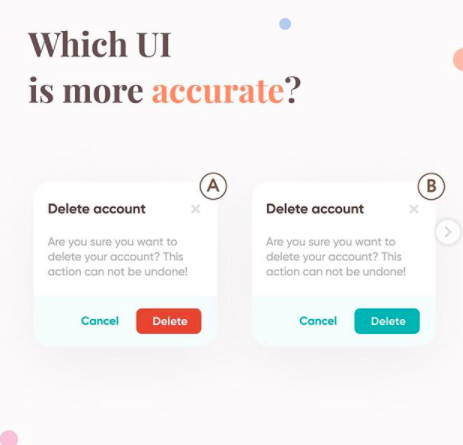 Which UI
is more accurate?
A
Delete account ×
Are you sure you want to
delete your account? This
action can not be undone!
Cancel Delete
B
Delete account ×
Are you sure you want to
delete your account? This
action can not be undone!
Cancel Delete